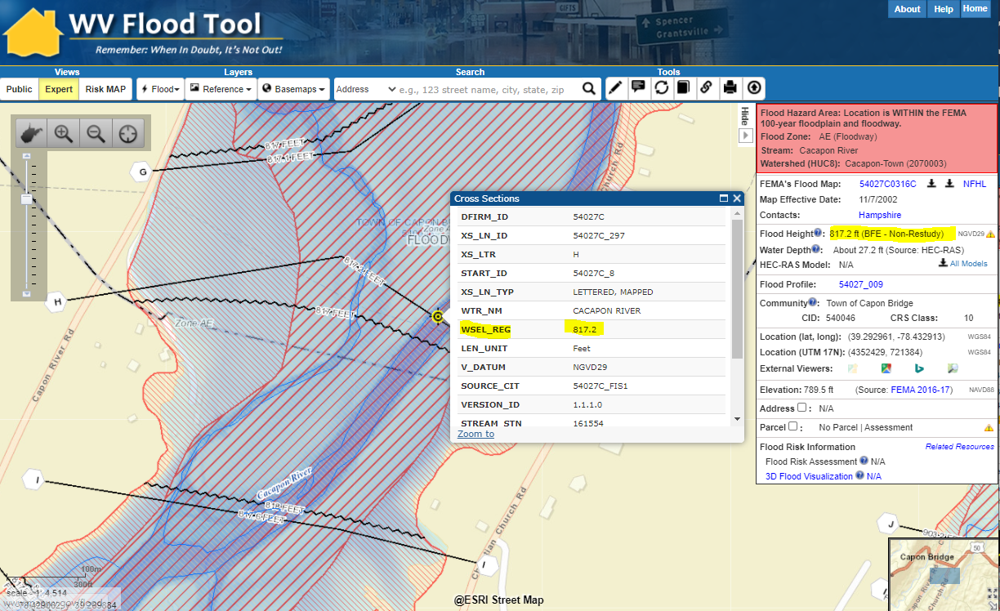 About Help Home
WV Flood Tool
Remember: When In Doubt, It's Not Out!
GIFTS
Spencer
Grantsville
Views Layers Search Tools
Public Expert Risk MAP Flood Reference Basemaps Address e.g., 123 street name, city, state, zip
Hide
Flood Hazard Area: Location is WITHIN the FEMA
100-year floodplain and floodway.
Flood Zone: AE (Floodway)
Stream: Cacapon River
Watershed (HUC8): Cacapon-Town (2070003)
FEMA's Flood Map: 54027C0316C NFHL
Map Effective Date: 11/7/2002
Contacts: Hampshire
Flood Height: 817.2 ft (BFE - Non-Restudy) NGVD29
Water Depth: About 27.2 ft (Source: HEC-RAS)
HEC-RAS Model: N/A All Models
Flood Profile: 54027_009
Community: Town of Capon Bridge
CID: 540046 CRS Class: 10
Location (lat, long): (39.292961, -78.432913) WGS84
Location (UTM 17N): (4352429, 721384) WGS84
External Viewers:
Elevation: 789.5 ft (Source: FEMA 2016-17) NAVD88
Address : N/A
Parcel : No Parcel | Assessment
Flood Risk Information Related Resources
Flood Risk Assessment N/A
3D Flood Visualization N/A
Cross Sections
DFIRM_ID 54027C
XS_LN_ID 54027C_297
XS_LTR H
START_ID 54027C_8
XS_LN_TYP LETTERED, MAPPED
WTR_NM CACAPON RIVER
WSEL_REG 817.2
LEN_UNIT Feet
V_DATUM NGVD29
SOURCE_CIT 54027C_FIS1
VERSION_ID 1.1.1.0
STREAM_STN 161554
Zoom to
817 FEET
817.1 FEET
G
TOWN OF CAPON
Zone
FLOOD
817.2 FEET
H
817 FEET
Zone AE
Capon River Rd
Church Rd
I
Cacapon River
818 FEET
817.6 FEET
Church Rd
I
J
100m
300ft
scale - 1: 4,514
@ESRI Street Map
50
Capon Bridge
Capon River